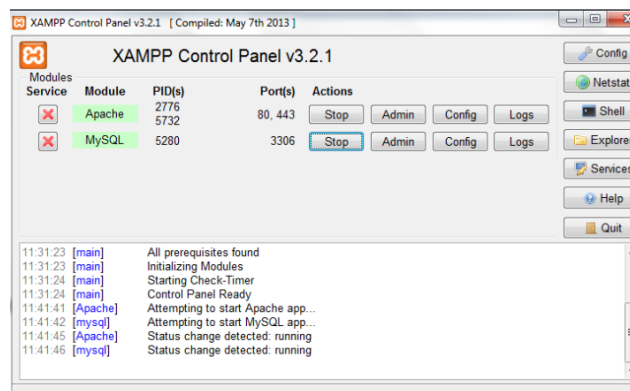 XAMPP Control Panel v3.2.1 [ Compiled: May 7th 2013 ]
XAMPP Control Panel v3.2.1
Config
Modules
Service Module PID(s) Port(s) Actions
Netstat
Apache 2776 5732 80, 443 Stop Admin Config Logs
Shell
MySQL 5280 3306 Stop Admin Config Logs
Explorer
Services
Help
Quit
11:31:23 [main] All prerequisites found
11:31:23 [main] Initializing Modules
11:31:24 [main] Starting Check-Timer
11:31:24 [main] Control Panel Ready
11:41:41 [Apache] Attempting to start Apache app...
11:41:42 [mysql] Attempting to start MySQL app...
11:41:45 [Apache] Status change detected: running
11:41:46 [mysql] Status change detected: running